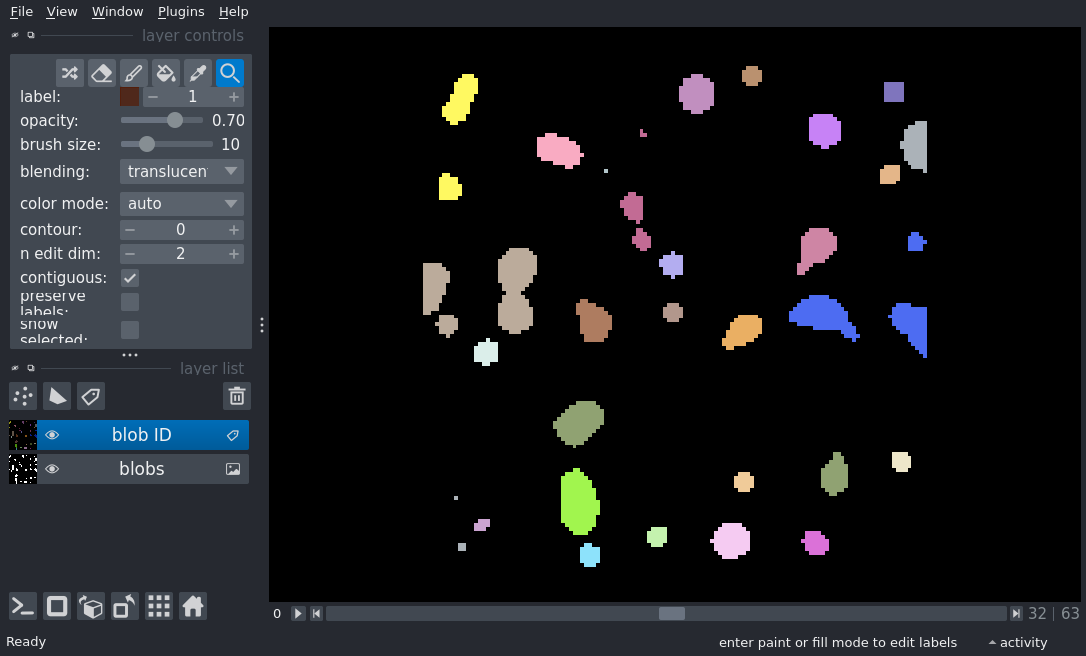 File View Window Plugins Help
layer controls
label: 1
opacity: 0.70
brush size: 10
blending: translucen
color mode: auto
contour: 0
n edit dim: 2
contiguous:
preserve
labels:
show
selected:
layer list
blob ID
blobs
0 32 | 63
Ready enter paint or fill mode to edit labels activity